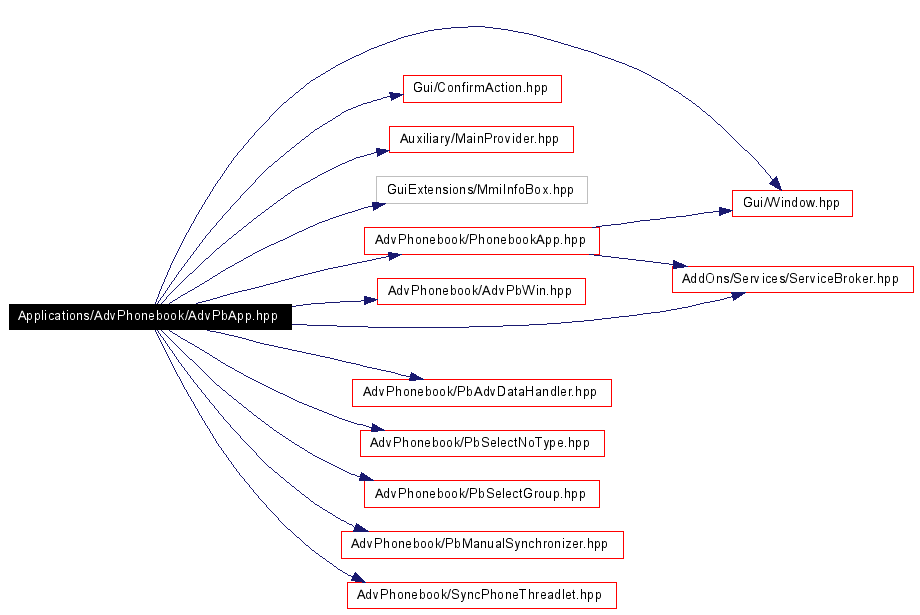 Gui/ConfirmAction.hpp
Auxiliary/MainProvider.hpp
GuiExtensions/MmiInfoBox.hpp
Gui/Window.hpp
AdvPhonebook/PhonebookApp.hpp
AddOns/Services/ServiceBroker.hpp
AdvPhonebook/AdvPbWin.hpp
Applications/AdvPhonebook/AdvPbApp.hpp
AdvPhonebook/PbAdvDataHandler.hpp
AdvPhonebook/PbSelectNoType.hpp
AdvPhonebook/PbSelectGroup.hpp
AdvPhonebook/PbManualSynchronizer.hpp
AdvPhonebook/SyncPhoneThreadlet.hpp